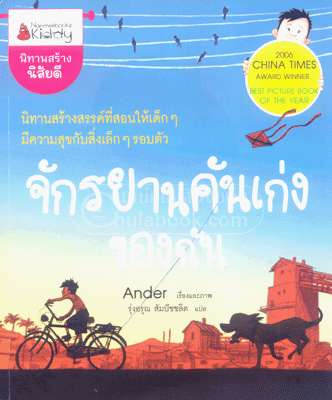 Nanmeebooks
Kiddy
นิทานสร้าง
นิสัยดี
2006
CHINA TIMES
AWARD WINNER
BEST PICTURE BOOK
OF THE YEAR
นิทานสร้างสรรค์ที่สอนให้เด็ก ๆ
มีความสุขกับสิ่งเล็ก ๆ รอบตัว
จักรยานคันเก่ง
ของฉัน
chulabook.com
Ander เรื่องและภาพ
รุ่งอรุณ สัมปัชชลิต แปล